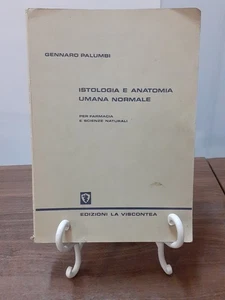 GENNARO PALUMBI
ISTOLOGIA E ANATOMIA
UMANA NORMALE
PER FARMACIA
E SCIENZE NATURALI
EDIZIONI LA VISCONTEA